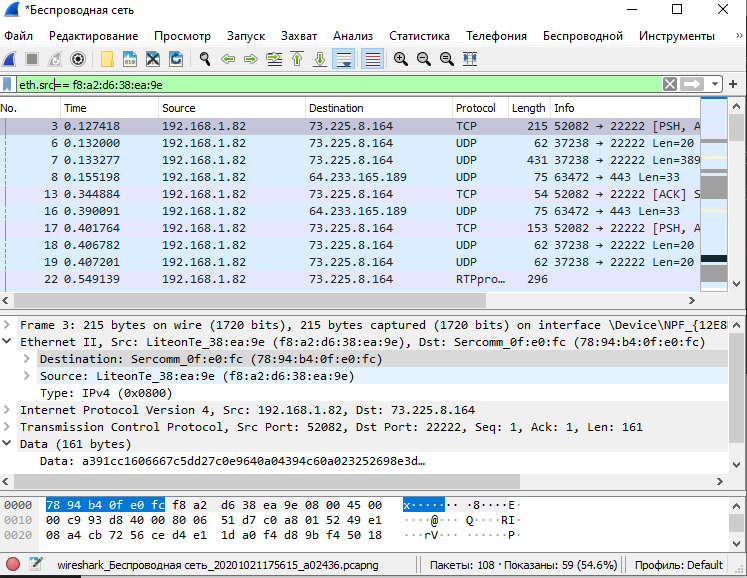 *Беспроводная сеть
Файл Редактирование Просмотр Запуск Захват Анализ Статистика Телефония Беспроводной Инструменты »
eth.src== f8:a2:d6:38:ea:9e
No. Time Source Destination Protocol Length Info
3 0.127418 192.168.1.82 73.225.8.164 TCP 215 52082 → 22222 [PSH, A
6 0.132000 192.168.1.82 73.225.8.164 UDP 62 37238 → 22222 Len=20
7 0.133277 192.168.1.82 73.225.8.164 UDP 431 37238 → 22222 Len=389
8 0.155198 192.168.1.82 64.233.165.189 UDP 75 63472 → 443 Len=33
13 0.344884 192.168.1.82 73.225.8.164 TCP 54 52082 → 22222 [ACK] S
16 0.390091 192.168.1.82 64.233.165.189 UDP 75 63472 → 443 Len=33
17 0.401764 192.168.1.82 73.225.8.164 TCP 153 52082 → 22222 [PSH, A
18 0.406782 192.168.1.82 73.225.8.164 UDP 62 37238 → 22222 Len=20
19 0.407201 192.168.1.82 73.225.8.164 UDP 62 37238 → 22222 Len=20
22 0.549139 192.168.1.82 73.225.8.164 RTPpro… 296
Frame 3: 215 bytes on wire (1720 bits), 215 bytes captured (1720 bits) on interface \Device\NPF_{12E8
Ethernet II, Src: LiteonTe_38:ea:9e (f8:a2:d6:38:ea:9e), Dst: Sercomm_0f:e0:fc (78:94:b4:0f:e0:fc)
Destination: Sercomm_0f:e0:fc (78:94:b4:0f:e0:fc)
Source: LiteonTe_38:ea:9e (f8:a2:d6:38:ea:9e)
Type: IPv4 (0x0800)
Internet Protocol Version 4, Src: 192.168.1.82, Dst: 73.225.8.164
Transmission Control Protocol, Src Port: 52082, Dst Port: 22222, Seq: 1, Ack: 1, Len: 161
Data (161 bytes)
Data: a391cc1606667c5dd27c0e9640a04394c60a023252698e3d…
0000 78 94 b4 0f e0 fc f8 a2 d6 38 ea 9e 08 00 45 00 x······· ·8····E·
0010 00 c9 93 d8 40 00 80 06 51 d7 c0 a8 01 52 49 e1 ····@··· Q····RI·
0020 08 a4 cb 72 56 ce d4 e1 1d a0 f4 d8 9b f4 50 18 ···rV··· ······P·
wireshark_Беспроводная сеть_20201021175615_a02436.pcapng Пакеты: 108 · Показаны: 59 (54.6%) Профиль: Default